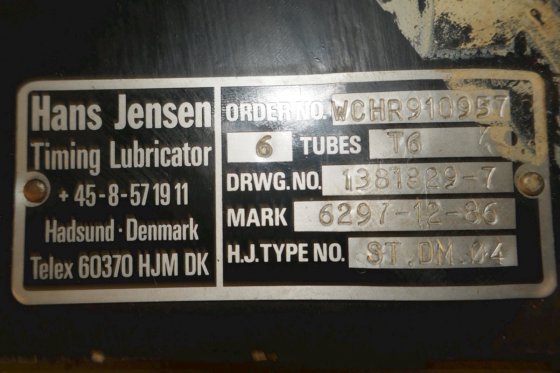 Hans Jensen
Timing Lubricator
+ 45-8-57 19 11
Hadsund · Denmark
Telex 60370 HJM DK
ORDER NO. WCHR910957
6 TUBES T6
DRWG.NO. 1381829-7
MARK 6297-12-86
H.J.TYPE NO. ST.DM.04